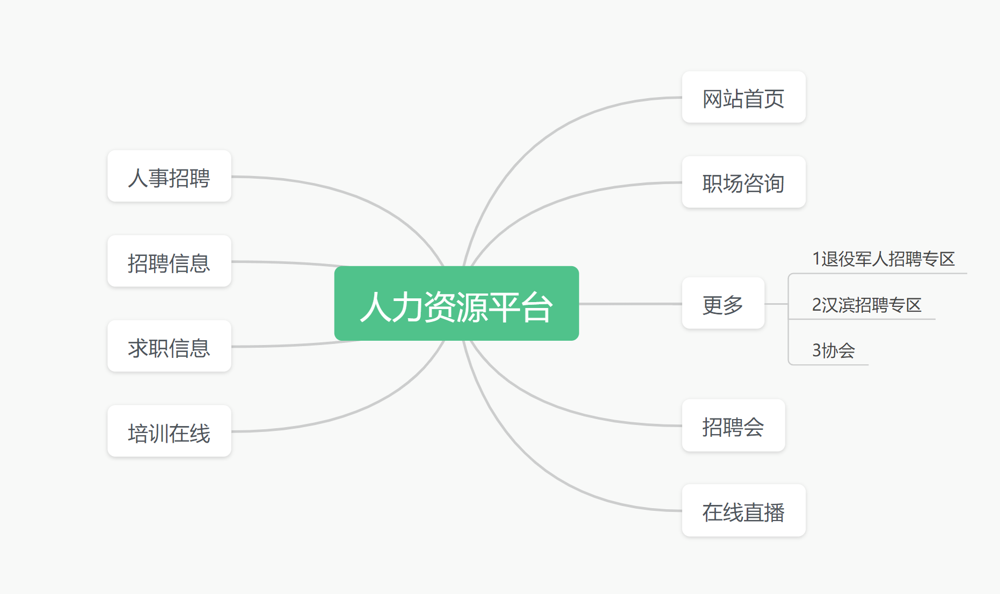 人力资源平台
网站首页
职场咨询
更多
1退役军人招聘专区
2汉滨招聘专区
3协会
招聘会
在线直播
人事招聘
招聘信息
求职信息
培训在线